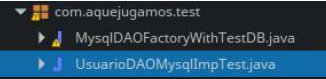 com.aquejugamos.test
MysqlDAOFactoryWithTestDB.java
UsuarioDAOMysqlImpTest.java